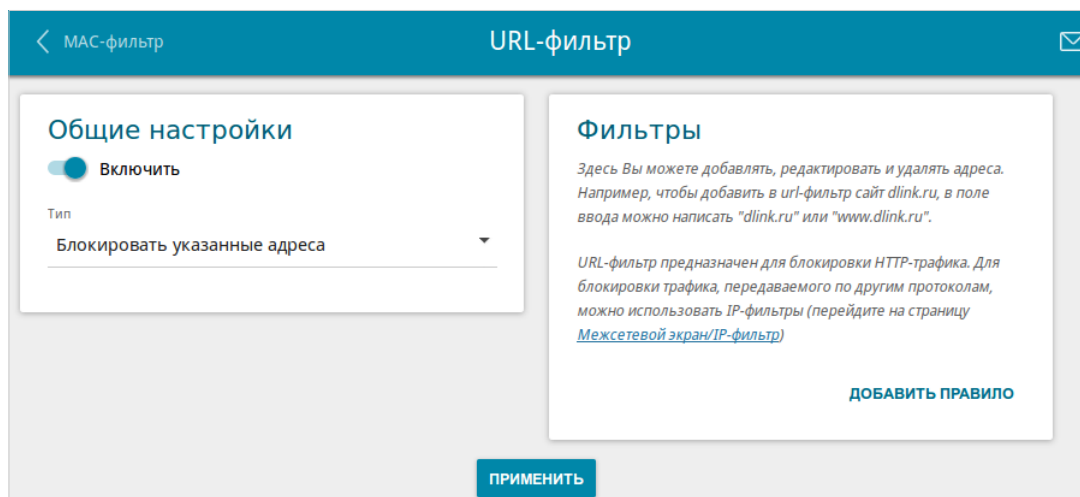 МАС-фильтр
URL-фильтр
Общие настройки
Включить
Тип
Блокировать указанные адреса
Фильтры
Здесь Вы можете добавлять, редактировать и удалять адреса.
Например, чтобы добавить в url-фильтр сайт dlink.ru, в поле
ввода можно написать "dlink.ru" или "www.dlink.ru".
URL-фильтр предназначен для блокировки HTTP-трафика. Для
блокировки трафика, передаваемого по другим протоколам,
можно использовать IP-фильтры (перейдите на страницу
Межсетевой экран/IP-фильтр)
ДОБАВИТЬ ПРАВИЛО
ПРИМЕНИТЬ